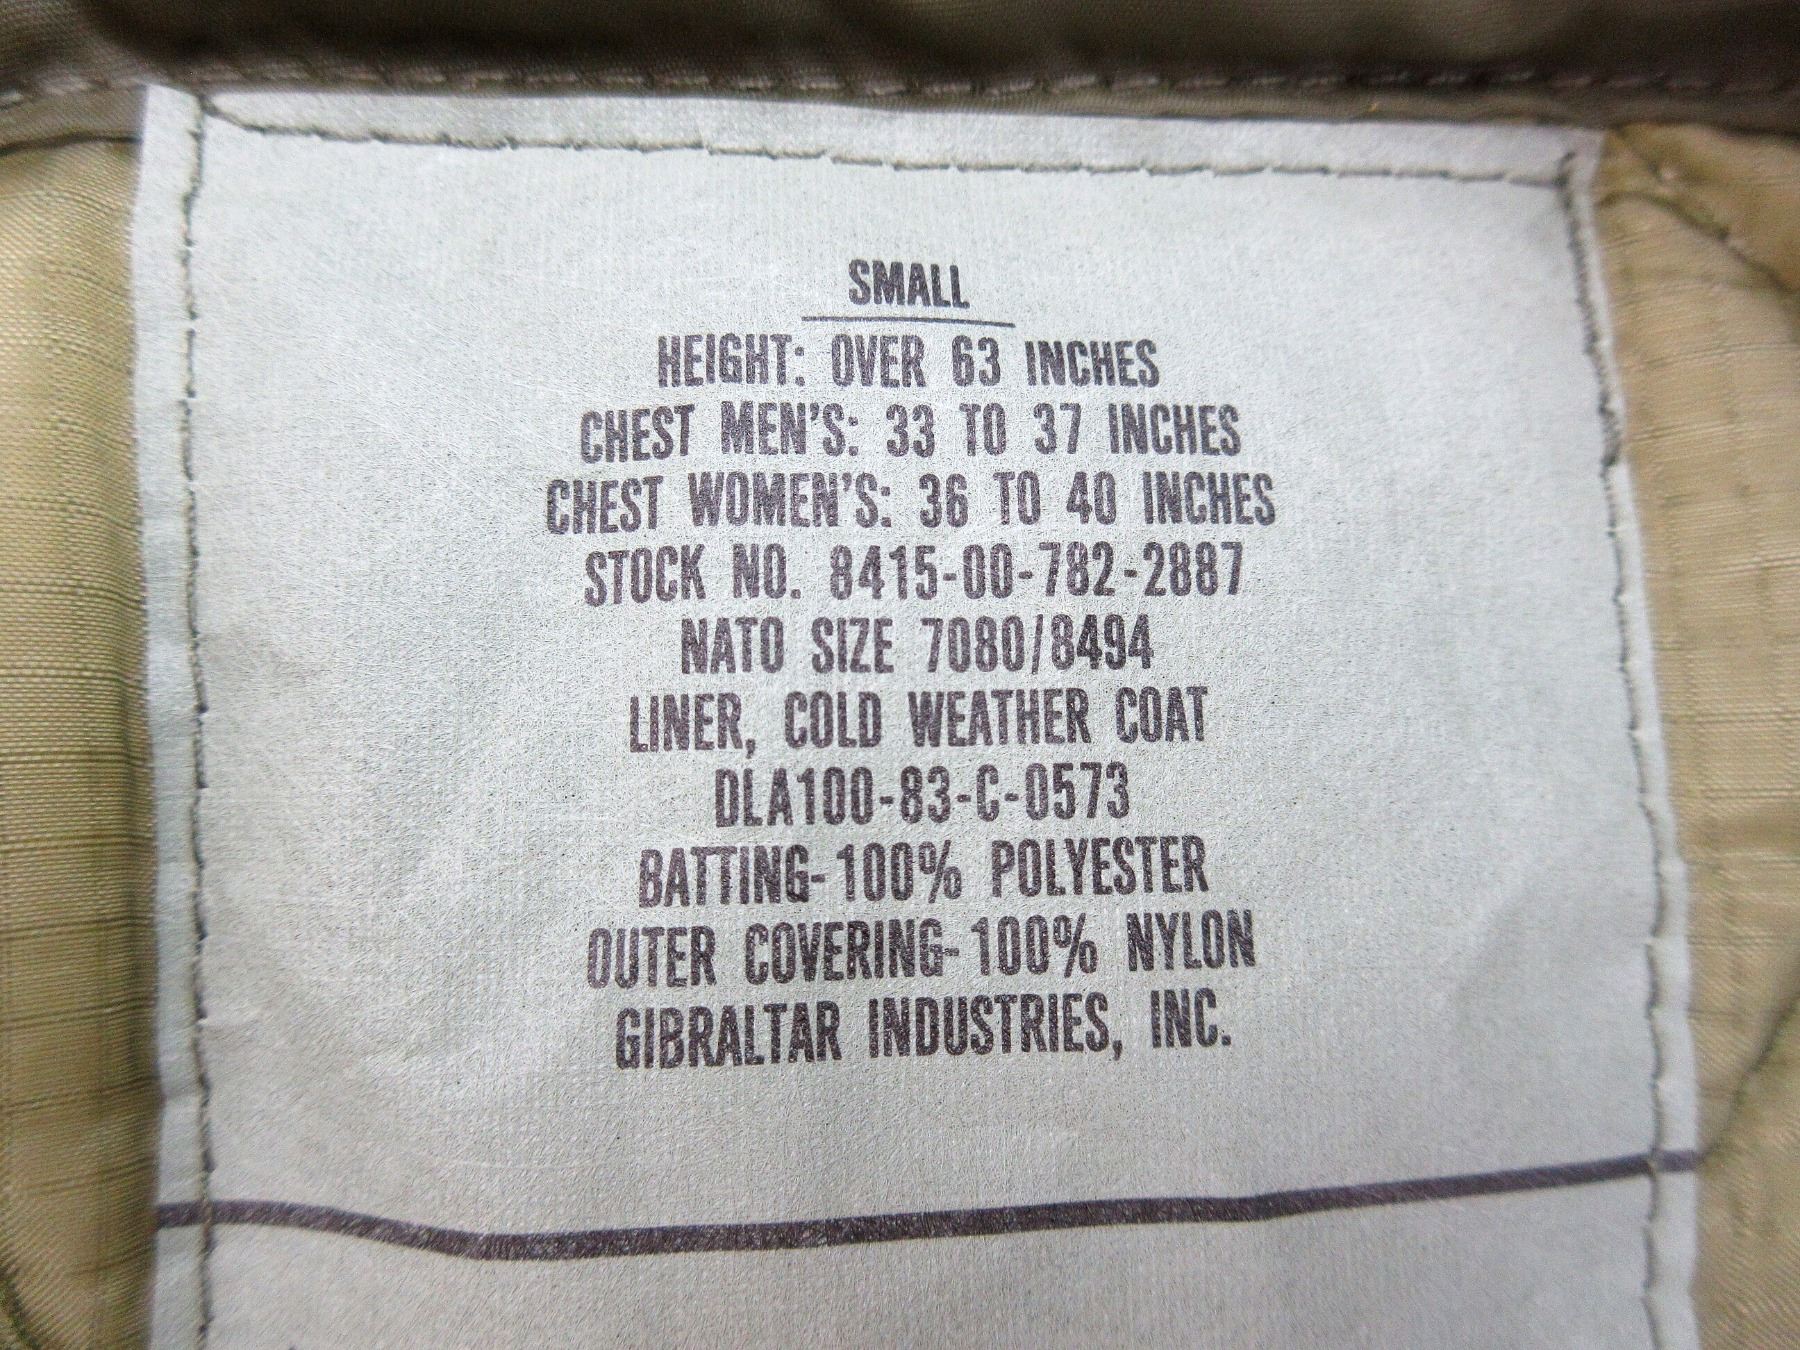 SMALL
HEIGHT: OVER 63 INCHES
CHEST MEN'S: 33 TO 37 INCHES
CHEST WOMEN'S: 36 TO 40 INCHES
STOCK NO. 8415-00-782-2887
NATO SIZE 7080/8494
LINER, COLD WEATHER COAT
DLA100-83-C-0573
BATTING-100% POLYESTER
OUTER COVERING-100% NYLON
GIBRALTAR INDUSTRIES, INC.